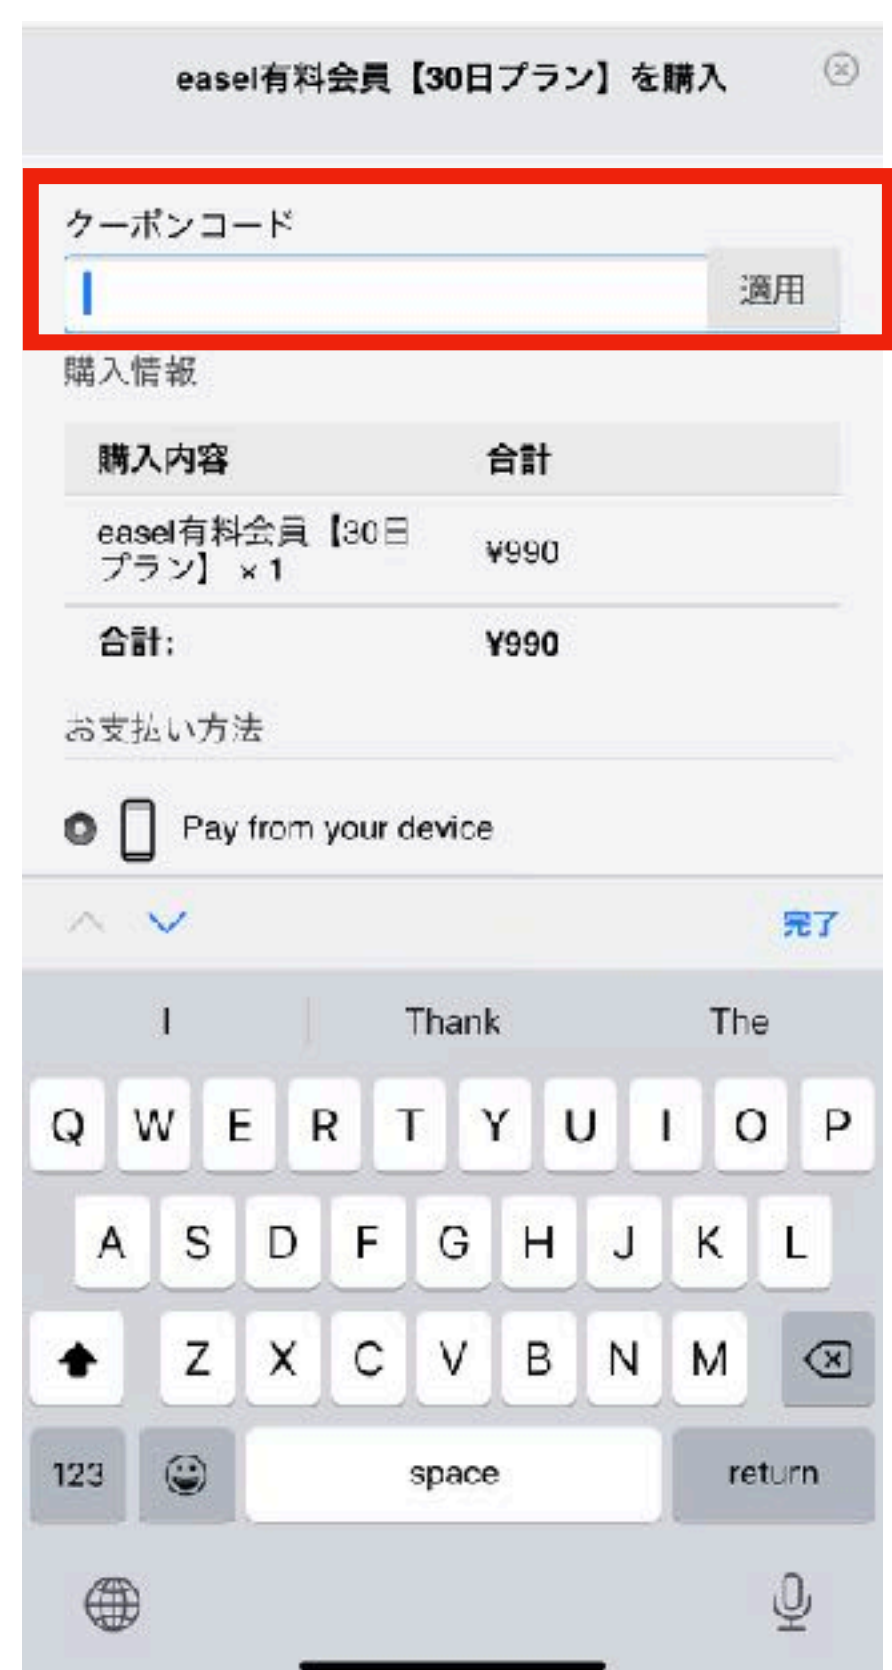 easel有料会員【30日プラン】を購入
クーポンコード
適用
購入情報
購入内容 合計
easel有料会員【30日
プラン】 × 1
¥990
合計: ¥990
お支払い方法
Pay from your device
完了
I Thank The
Q W E R T Y U I O P
A S D F G H J K L
Z X C V B N M
123 space return